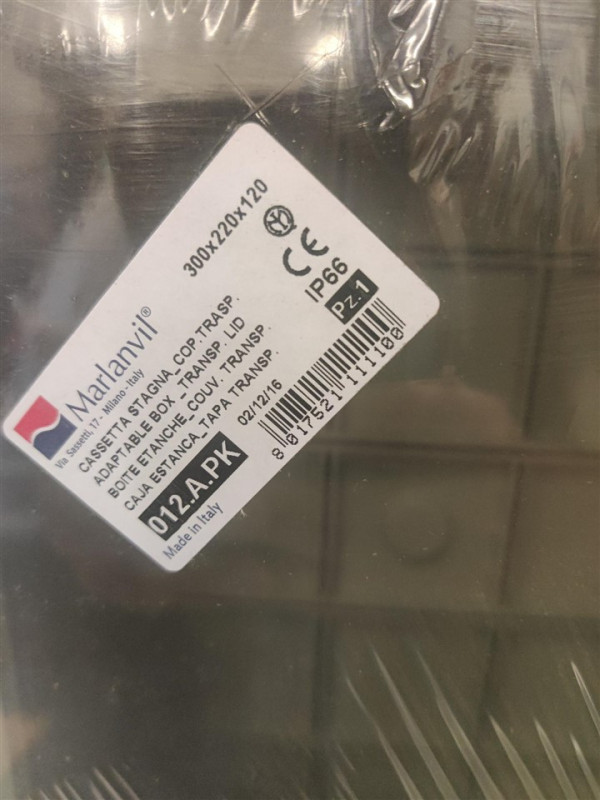 Marlanvil®
Via Sassetti, 17 - Milano - Italy
300x220x120
CASSETTA STAGNA_COP.TRASP.
ADAPTABLE BOX_TRANSP. LID
BOITE ETANCHE_COUV. TRANSP.
CAJA ESTANCA_TAPA TRANSP.
CE
IP66
Pz.1
012.A.PK
02/12/16
Made in Italy
8 017521 111100